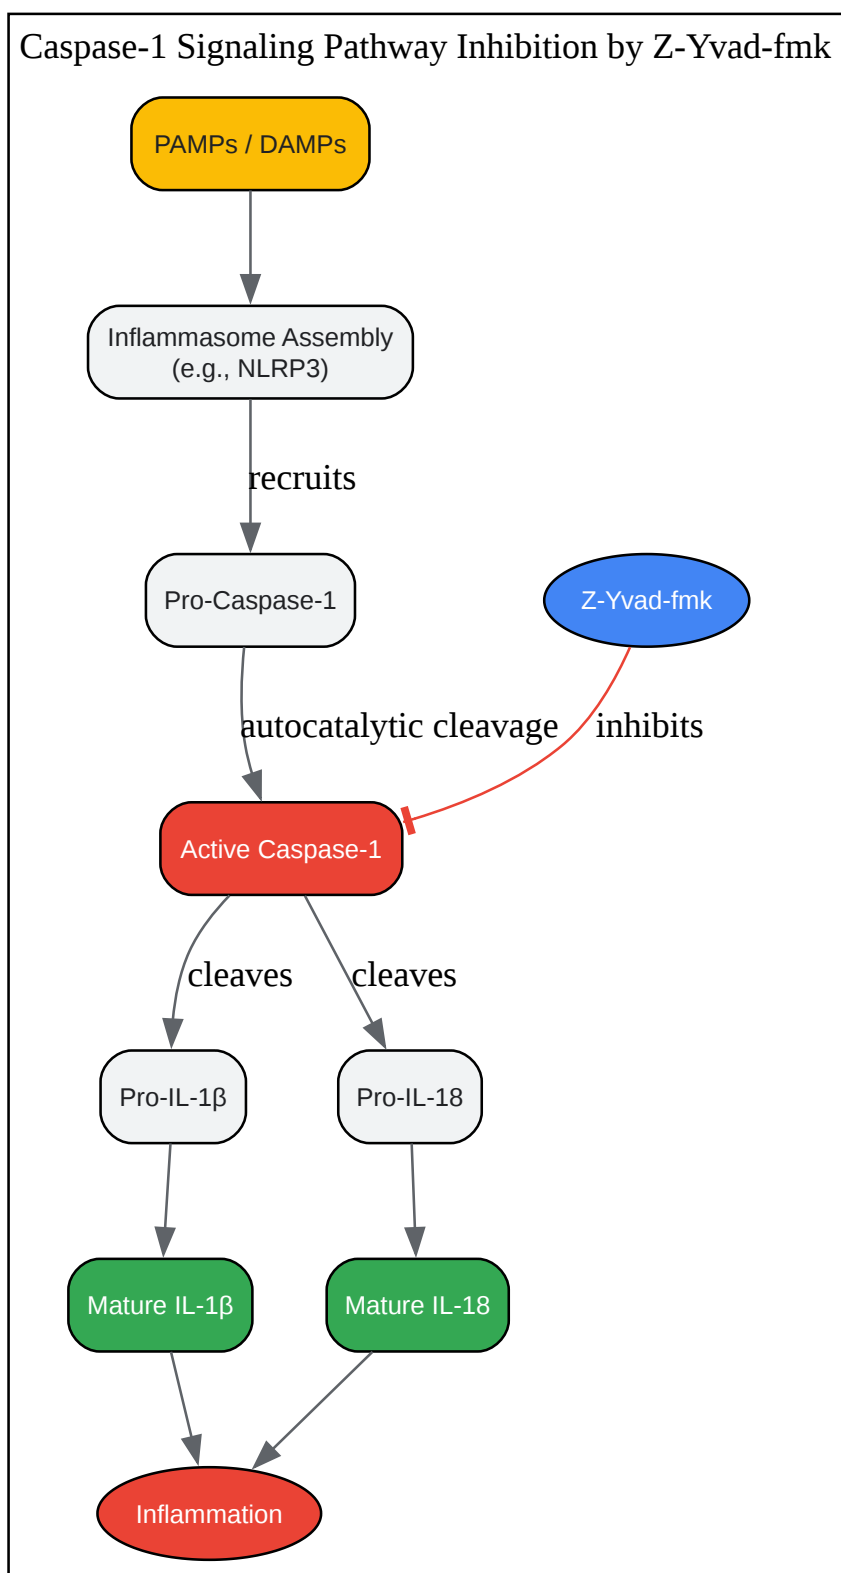 Caspase-1 Signaling Pathway Inhibition by Z-Yvad-fmk
PAMPs / DAMPs
Inflammasome Assembly
(e.g., NLRP3)
recruits
Pro-Caspase-1
Z-Yvad-fmk
autocatalytic cleavage
inhibits
Active Caspase-1
cleaves
cleaves
Pro-IL-1β
Pro-IL-18
Mature IL-1β
Mature IL-18
Inflammation